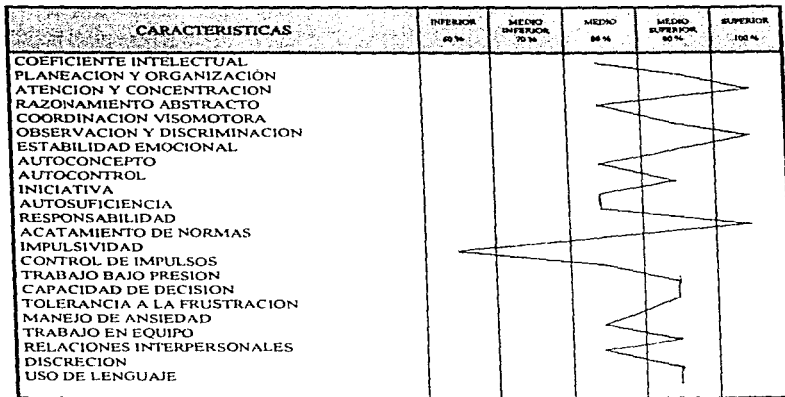 CARACTERISTICAS
INFERIOR
60 %
MEDIO
INFERIOR
70 %
MEDIO
80 %
MEDIO
SUPERIOR
90 %
SUPERIOR
100 %
COEFICIENTE INTELECTUAL
PLANEACION Y ORGANIZACIÓN
ATENCION Y CONCENTRACION
RAZONAMIENTO ABSTRACTO
COORDINACION VISOMOTORA
OBSERVACION Y DISCRIMINACION
ESTABILIDAD EMOCIONAL
AUTOCONCEPTO
AUTOCONTROL
INICIATIVA
AUTOSUFICIENCIA
RESPONSABILIDAD
ACATAMIENTO DE NORMAS
IMPULSIVIDAD
CONTROL DE IMPULSOS
TRABAJO BAJO PRESION
CAPACIDAD DE DECISION
TOLERANCIA A LA FRUSTRACION
MANEJO DE ANSIEDAD
TRABAJO EN EQUIPO
RELACIONES INTERPERSONALES
DISCRECION
USO DE LENGUAJE